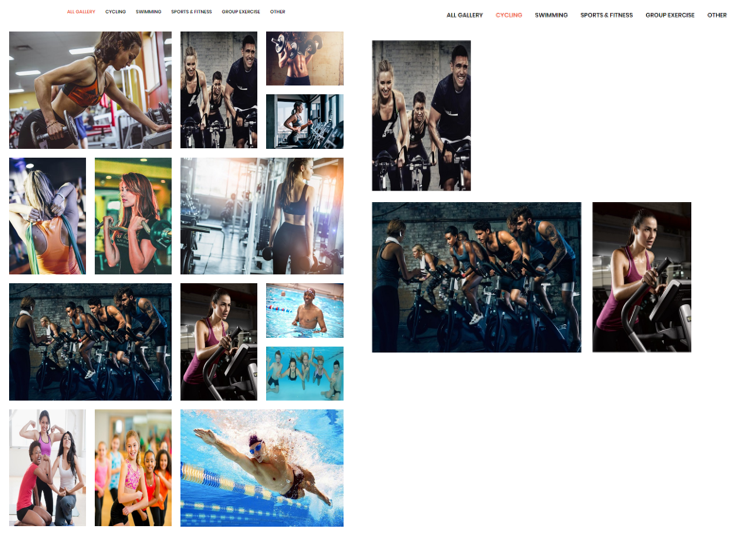 ALL GALLERY CYCLING SWIMMING SPORTS & FITNESS GROUP EXERCISE OTHER
ALL GALLERY CYCLING SWIMMING SPORTS & FITNESS GROUP EXERCISE OTHER